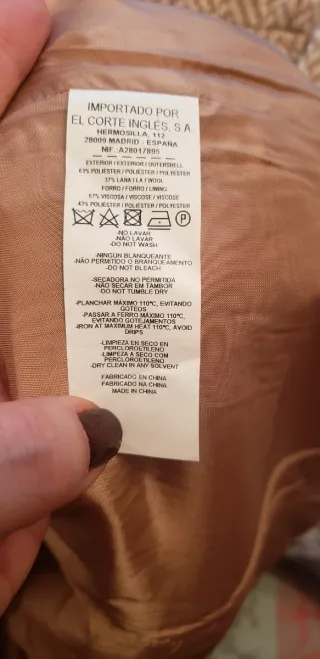 IMPORTADO POR
EL CORTE INGLES, S.A.
HERMOSILLA, 112
28009 MADRID - ESPAÑA
NIF.:A28017895
EXTERIOR / EXTERIOR / OUTERSHELL
63% POLIÉSTER / POLIÉSTER / POLYESTER
37% LANA / LA / WOOL
FORRO / FORRO / LINING
57% VISCOSA / VISCOSE / VISCOSE
43% POLIÉSTER / POLIÉSTER / POLYESTER
P
-NO LAVAR
-NÃO LAVAR
-DO NOT WASH
-NINGÚN BLANQUEANTE
-NÃO PERMITIDO O BRANQUEAMENTO
-DO NOT BLEACH
-SECADORA NO PERMITIDA
-NÃO SECAR EM TAMBOR
-DO NOT TUMBLE DRY
-PLANCHAR MÁXIMO 110ºC, EVITANDO
GOTEOS
-PASSAR A FERRO MÁXIMO 110ºC,
EVITANDO GOTEJAMENTOS
-IRON AT MAXIMUM HEAT 110ºC, AVOID
DRIPS
-LIMPIEZA EN SECO EN
PERCLOROETILENO
-LIMPEZA A SECO COM
PERCLOROETILENO
-DRY CLEAN IN ANY SOLVENT
FABRICADO EN CHINA
FABRICADO NA CHINA
MADE IN CHINA